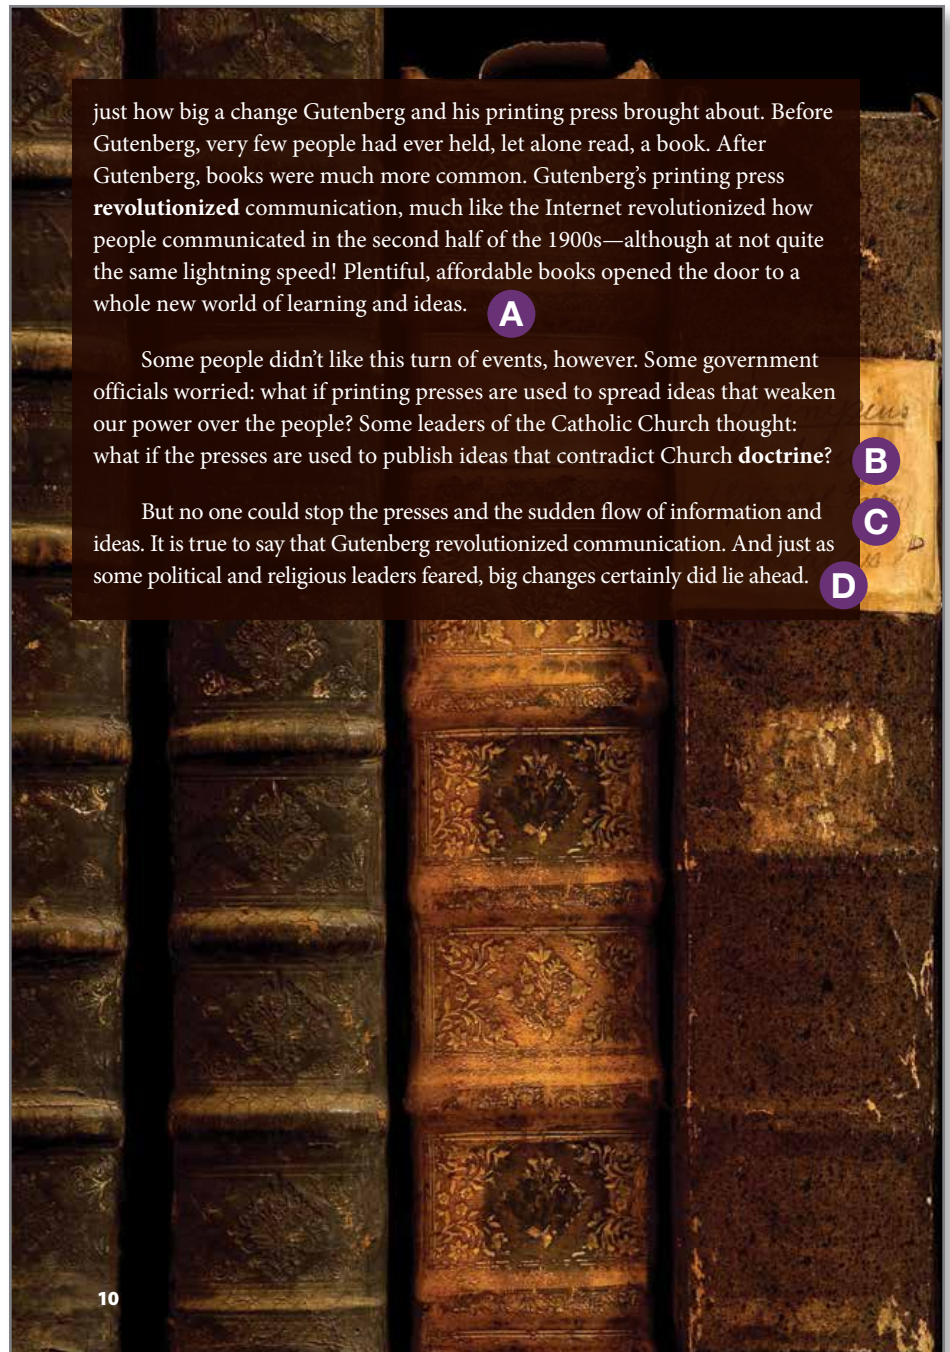 just how big a change Gutenberg and his printing press brought about. Before
Gutenberg, very few people had ever held, let alone read, a book. After
Gutenberg, books were much more common. Gutenberg’s printing press
revolutionized communication, much like the Internet revolutionized how
people communicated in the second half of the 1900s—although at not quite
the same lightning speed! Plentiful, affordable books opened the door to a
whole new world of learning and ideas. A
Some people didn’t like this turn of events, however. Some government
officials worried: what if printing presses are used to spread ideas that weaken
our power over the people? Some leaders of the Catholic Church thought:
what if the presses are used to publish ideas that contradict Church doctrine? B
But no one could stop the presses and the sudden flow of information and C
ideas. It is true to say that Gutenberg revolutionized communication. And just as
some political and religious leaders feared, big changes certainly did lie ahead. D
10